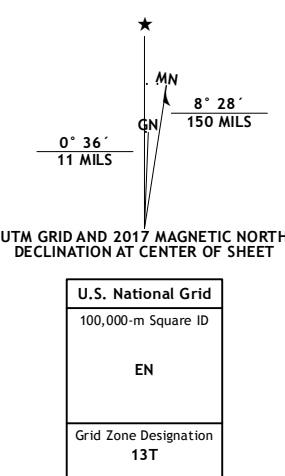 ★
MN
8° 28´
150 MILS
GN
0° 36´
11 MILS
UTM GRID AND 2017 MAGNETIC NORTH
DECLINATION AT CENTER OF SHEET
U.S. National Grid
100,000-m Square ID
EN
Grid Zone Designation
13T